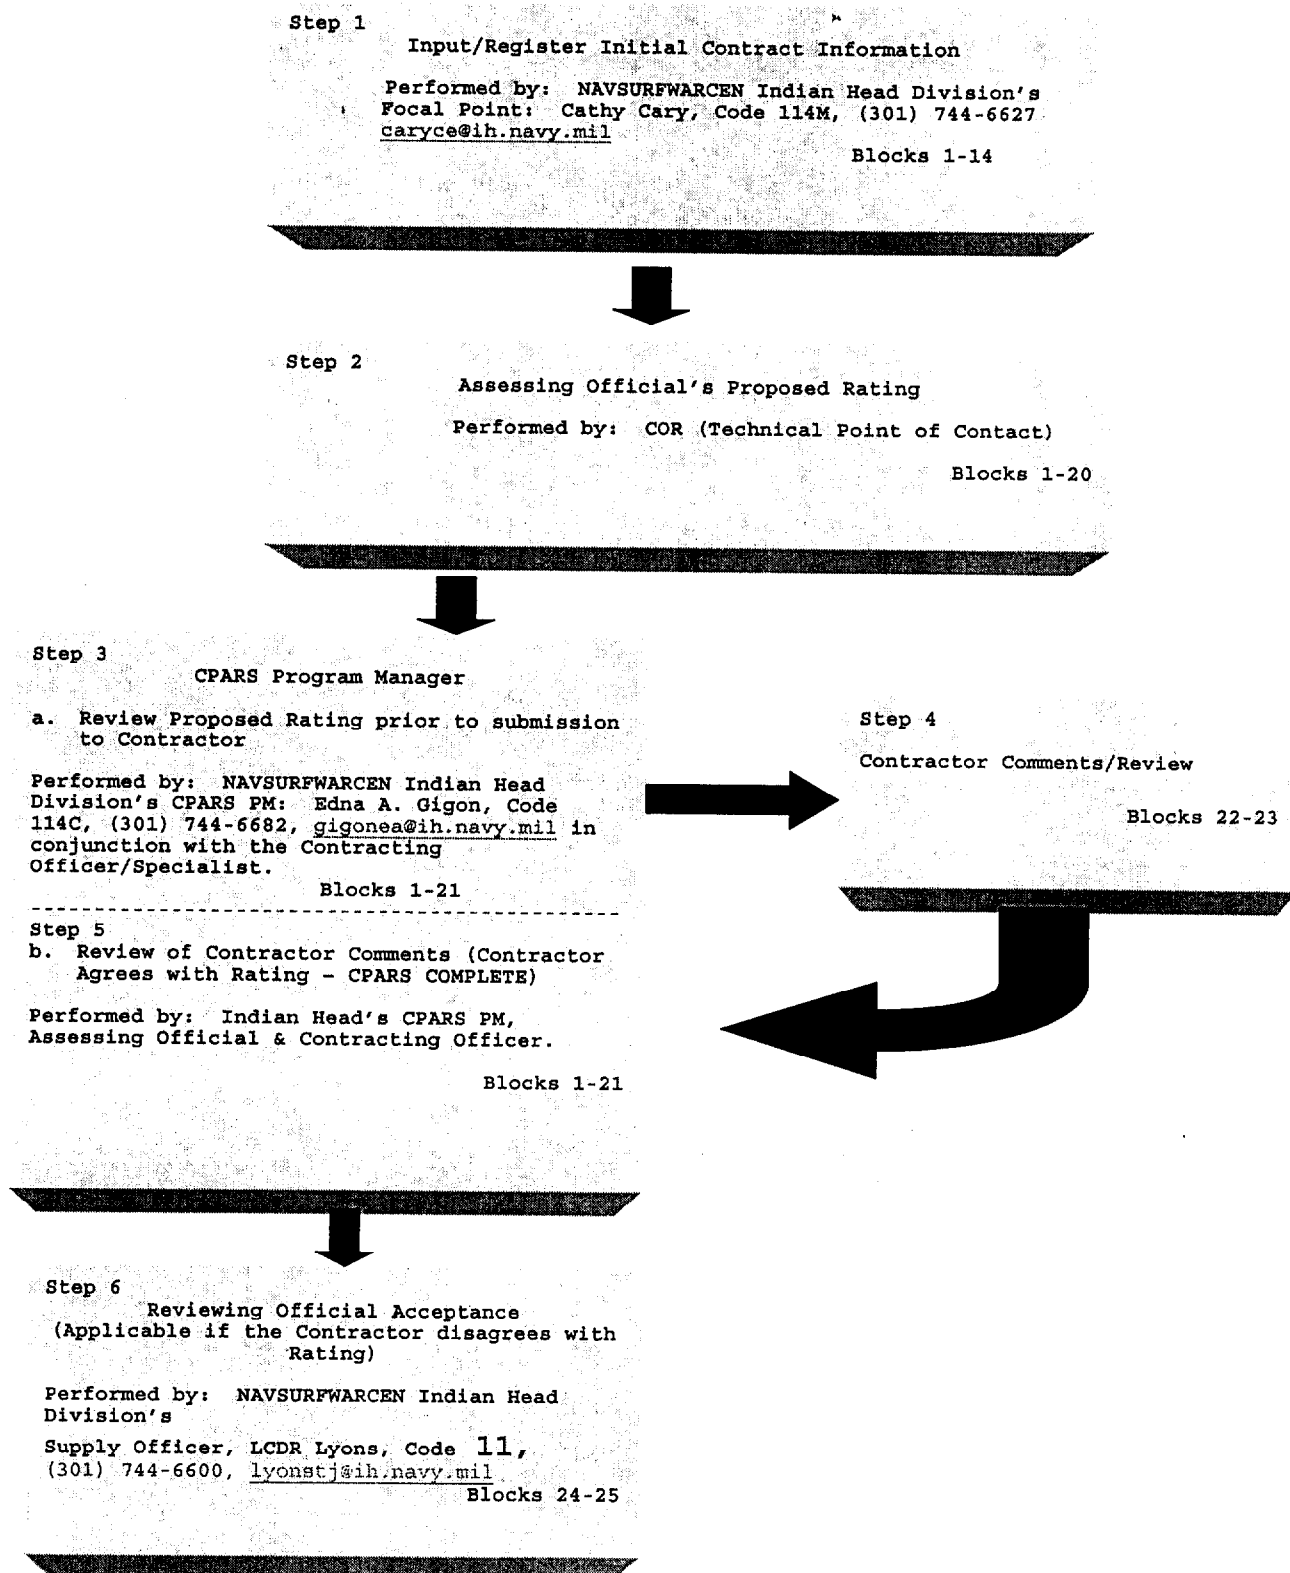 Step 1
Input/Register Initial Contract Information
Performed by: NAVSURFWARCEN Indian Head Division's
Focal Point: Cathy Cary, Code 114M, (301) 744-6627
caryce@ih.navy.mil
Blocks 1-14
Step 2
Assessing Official's Proposed Rating
Performed by: COR (Technical Point of Contact)
Blocks 1-20
Step 3
CPARS Program Manager
a. Review Proposed Rating prior to submission
to Contractor
Performed by: NAVSURFWARCEN Indian Head
Division's CPARS PM: Edna A. Gigon, Code
114C, (301) 744-6682, gigonea@ih.navy.mil in
conjunction with the Contracting
Officer/Specialist.
Blocks 1-21
Step 4
Contractor Comments/Review
Blocks 22-23
Step 5
b. Review of Contractor Comments (Contractor
Agrees with Rating - CPARS COMPLETE)
Performed by: Indian Head's CPARS PM,
Assessing Official & Contracting Officer.
Blocks 1-21
Step 6
Reviewing Official Acceptance
(Applicable if the Contractor disagrees with
Rating)
Performed by: NAVSURFWARCEN Indian Head
Division's
Supply Officer, LCDR Lyons, Code 11,
(301) 744-6600, lyonstj@ih.navy.mil
Blocks 24-25